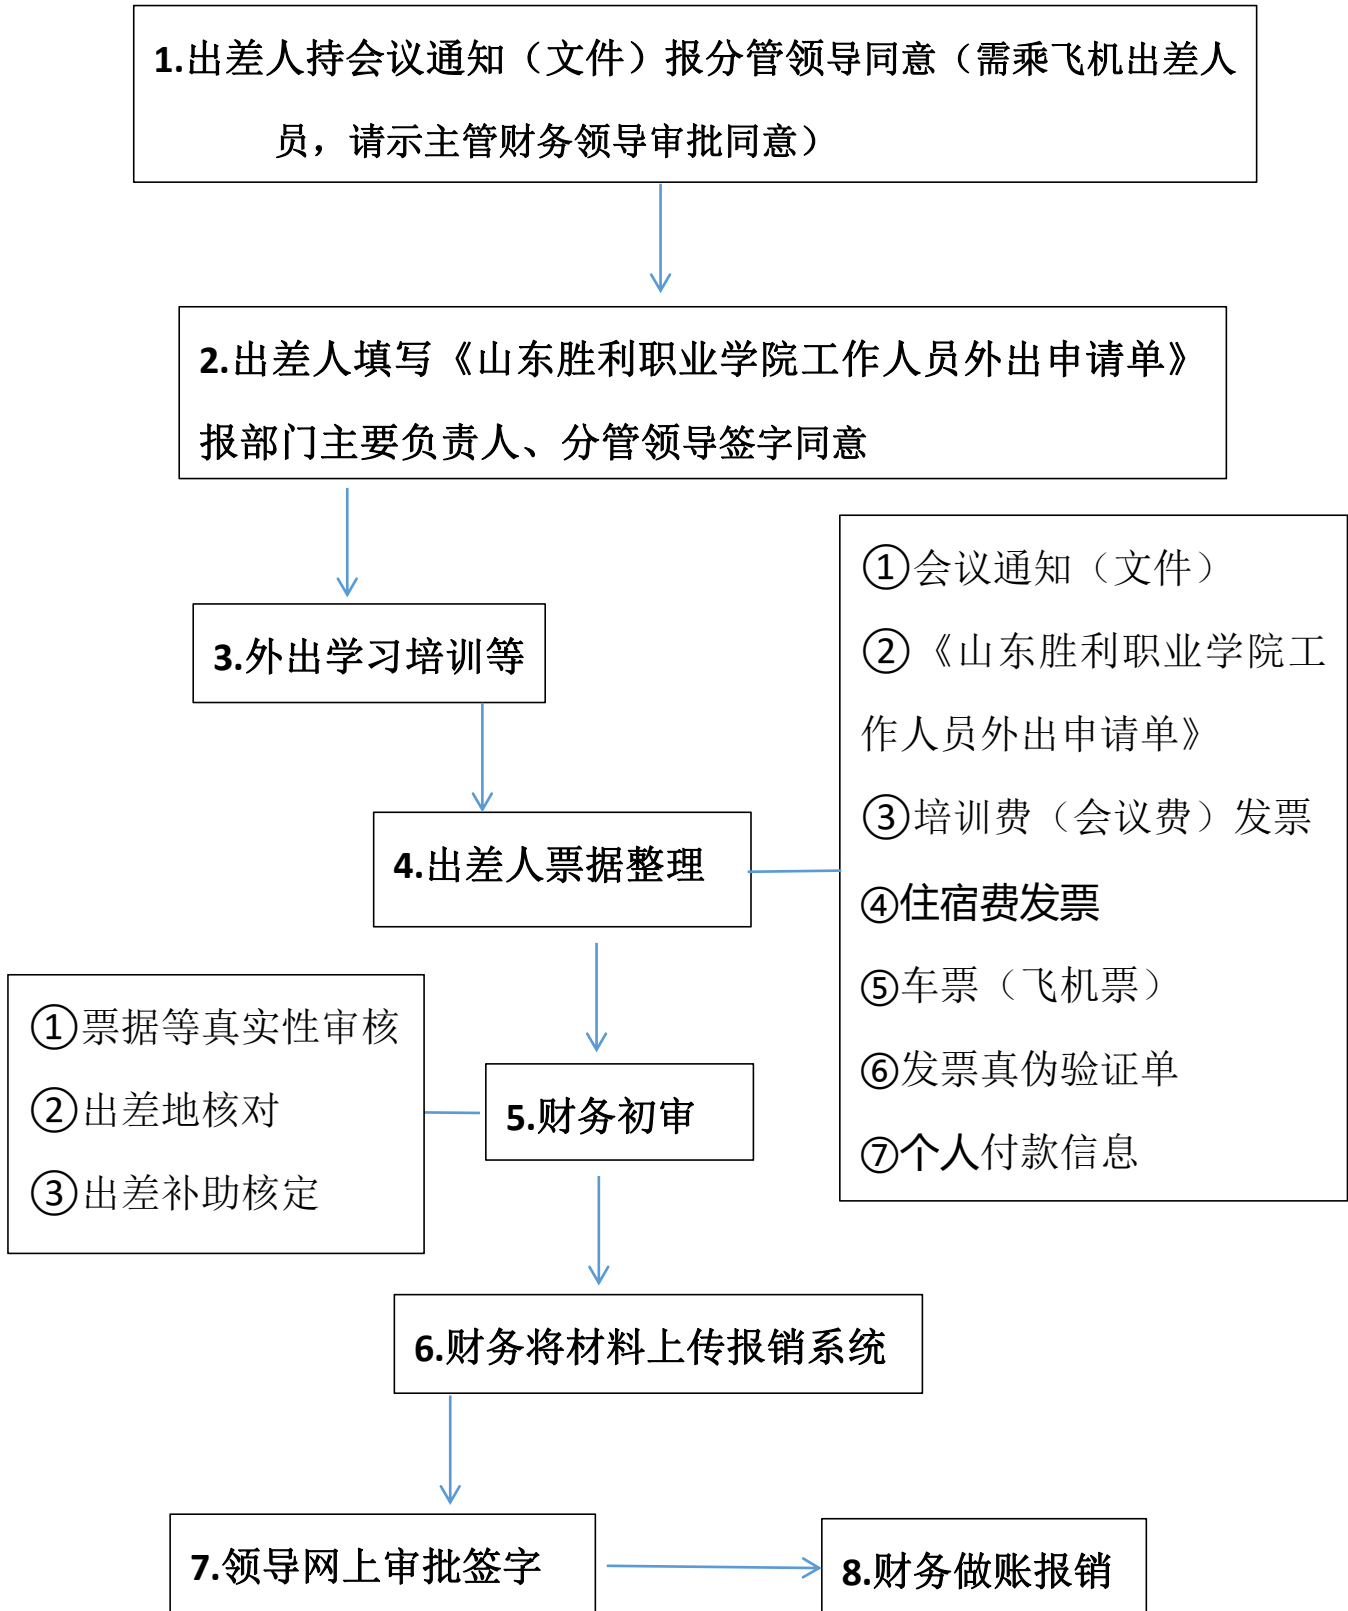 1.出差人持会议通知（文件）报分管领导同意（需乘飞机出差人
员，请示主管财务领导审批同意）
2.出差人填写《山东胜利职业学院工作人员外出申请单》
报部门主要负责人、分管领导签字同意
3.外出学习培训等
4.出差人票据整理
①会议通知（文件）
②《山东胜利职业学院工
作人员外出申请单》
③培训费（会议费）发票
④住宿费发票
⑤车票（飞机票）
⑥发票真伪验证单
⑦个人付款信息
5.财务初审
①票据等真实性审核
②出差地核对
③出差补助核定
6.财务将材料上传报销系统
7.领导网上审批签字
8.财务做账报销